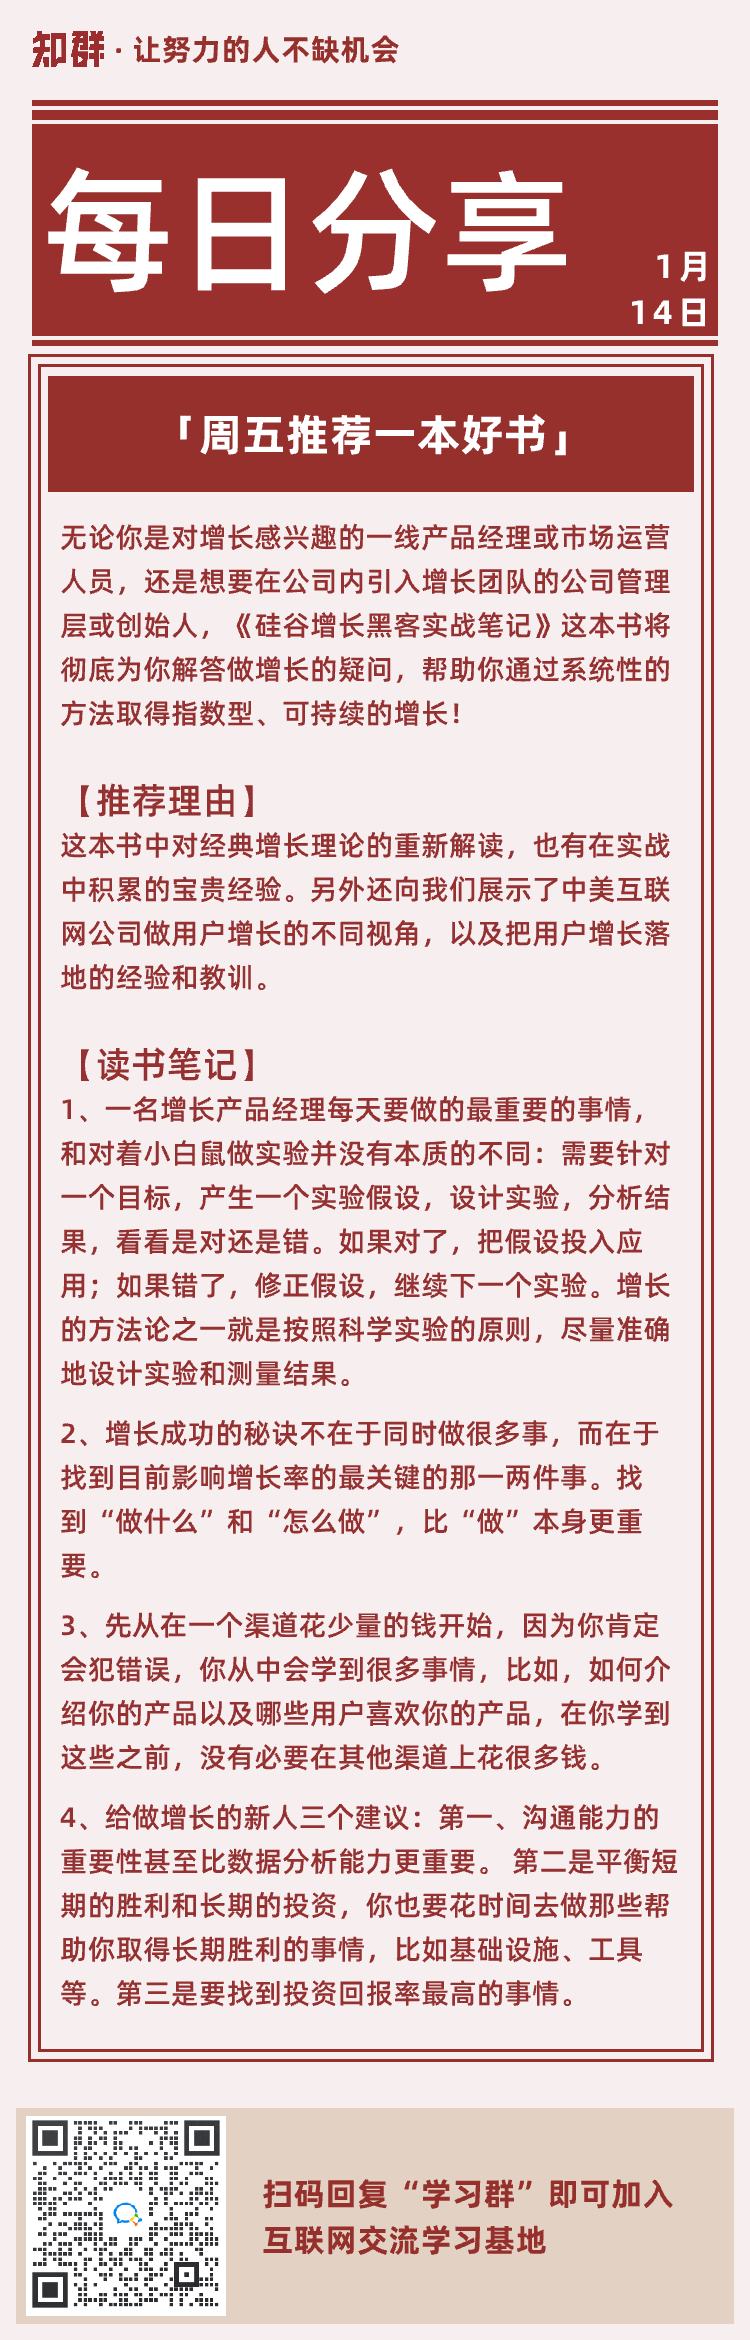 知群·让努力的人不缺机会
每日分享
1月
14日
「周五推荐一本好书」
无论你是对增长感兴趣的一线产品经理或市场运营
人员，还是想要在公司内引入增长团队的公司管理
层或创始人，《硅谷增长黑客实战笔记》这本书将
彻底为你解答做增长的疑问，帮助你通过系统性的
方法取得指数型、可持续的增长！
【推荐理由】
这本书中对经典增长理论的重新解读，也有在实战
中积累的宝贵经验。另外还向我们展示了中美互联
网公司做用户增长的不同视角，以及把用户增长落
地的经验和教训。
【读书笔记】
1、一名增长产品经理每天要做的最重要的事情，
和对着小白鼠做实验并没有本质的不同：需要针对
一个目标，产生一个实验假设，设计实验，分析结
果，看看是对还是错。如果对了，把假设投入应
用；如果错了，修正假设，继续下一个实验。增长
的方法论之一就是按照科学实验的原则，尽量准确
地设计实验和测量结果。
2、增长成功的秘诀不在于同时做很多事，而在于
找到目前影响增长率的最关键的那一两件事。找
到“做什么”和“怎么做”，比“做”本身更重
要。
3、先从在一个渠道花少量的钱开始，因为你肯定
会犯错误，你从中会学到很多事情，比如，如何介
绍你的产品以及哪些用户喜欢你的产品，在你学到
这些之前，没有必要在其他渠道上花很多钱。
4、给做增长的新人三个建议：第一、沟通能力的
重要性甚至比数据分析能力更重要。 第二是平衡短
期的胜利和长期的投资，你也要花时间去做那些帮
助你取得长期胜利的事情，比如基础设施、工具
等。第三是要找到投资回报率最高的事情。
扫码回复“学习群”即可加入
互联网交流学习基地